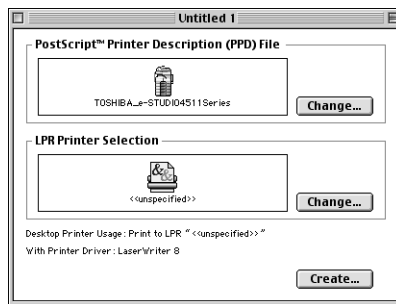 Untitled 1
PostScript™ Printer Description (PPD) File
TOSHIBA_e-STUDIO4511Series
Change...
LPR Printer Selection
<<unspecified>>
Change...
Desktop Printer Usage: Print to LPR "<<unspecified>>"
With Printer Driver: LaserWriter 8
Create...